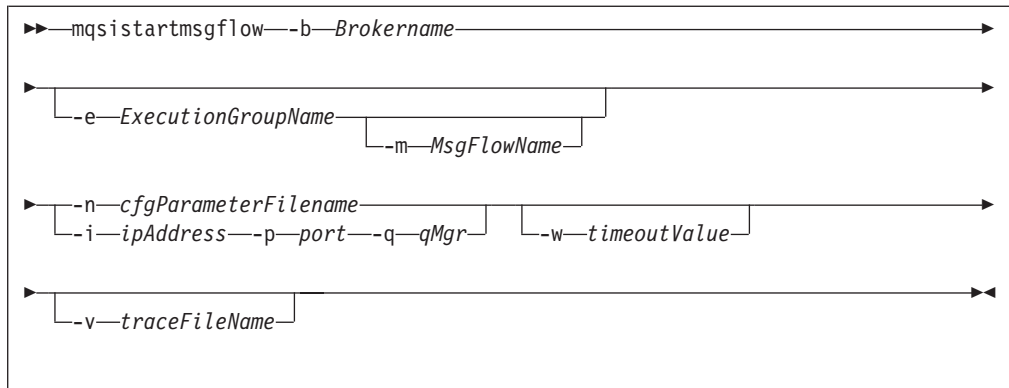 mqsistartmsgflow -b Brokername
-e ExecutionGroupName
-m MsgFlowName
-n cfgParameterFilename
-i ipAddress -p port -q qMgr
-w timeoutValue
-v traceFileName